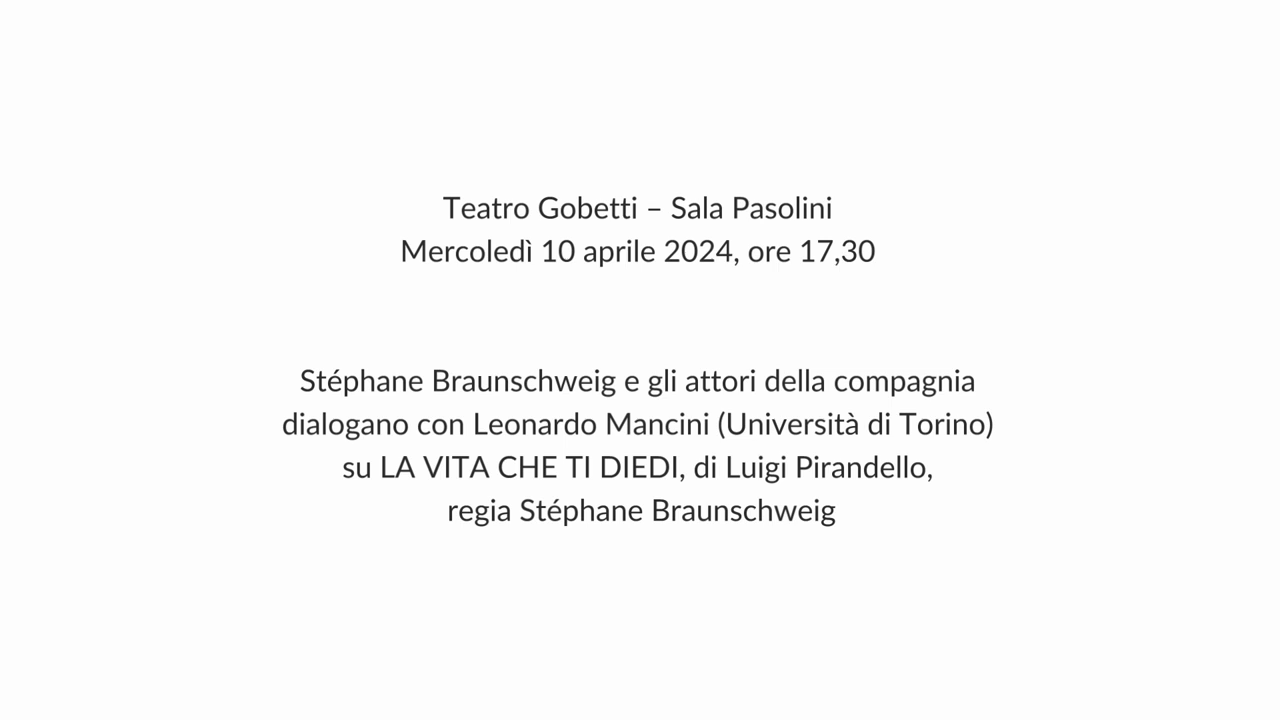 Teatro Gobetti – Sala Pasolini
Mercoledì 10 aprile 2024, ore 17,30
Stéphane Braunschweig e gli attori della compagnia
dialogano con Leonardo Mancini (Università di Torino)
su LA VITA CHE TI DIEDI, di Luigi Pirandello,
regia Stéphane Braunschweig